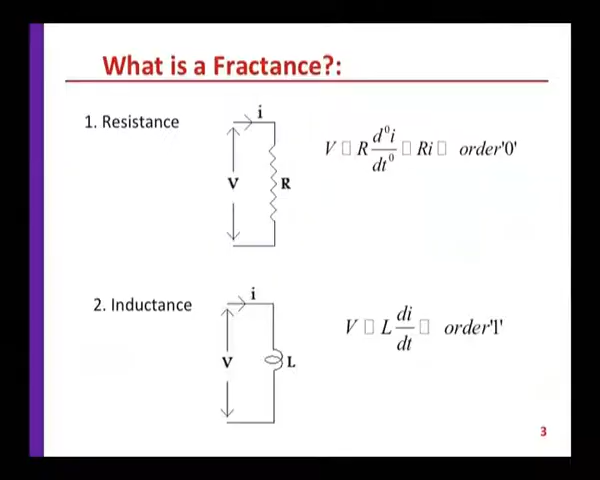 What is a Fractance?:
1. Resistance
i
V
R
V □ R d⁰i/dt⁰ □ Ri □ order'0'
2. Inductance
i
V
L
V □ L di/dt □ order'1'
3